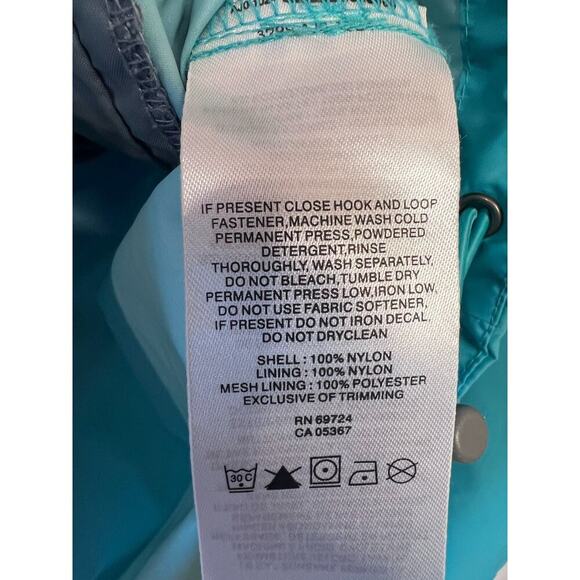 IF PRESENT CLOSE HOOK AND LOOP
FASTENER,MACHINE WASH COLD
PERMANENT PRESS,POWDERED
DETERGENT,RINSE
THOROUGHLY,WASH SEPARATELY,
DO NOT BLEACH,TUMBLE DRY
PERMANENT PRESS LOW,IRON LOW,
DO NOT USE FABRIC SOFTENER,
IF PRESENT DO NOT IRON DECAL,
DO NOT DRYCLEAN
SHELL : 100% NYLON
LINING : 100% NYLON
MESH LINING : 100% POLYESTER
EXCLUSIVE OF TRIMMING
RN 69724
CA 05367
30 C